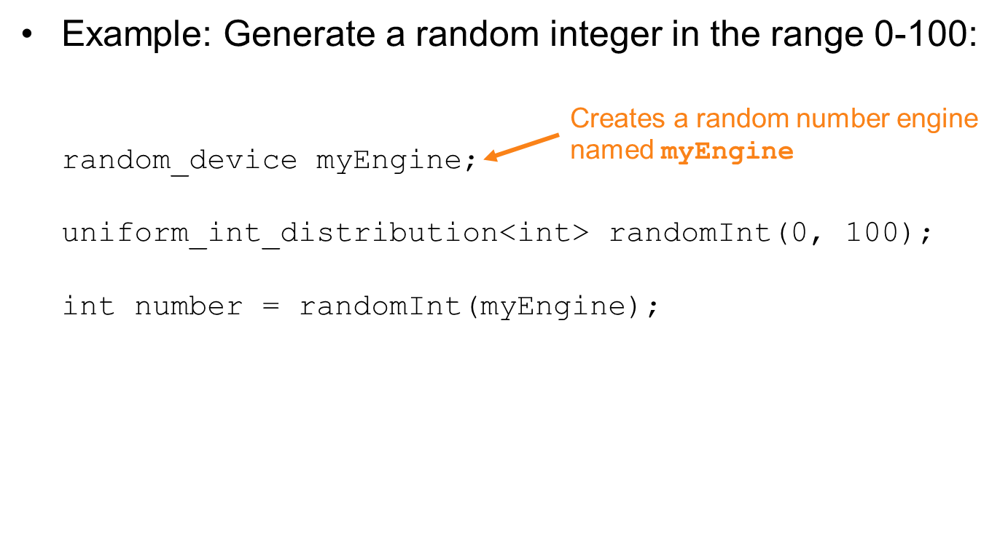 • Example: Generate a random integer in the range 0-100:
Creates a random number engine
named myEngine
random_device myEngine;
uniform_int_distribution<int> randomInt(0, 100);
int number = randomInt(myEngine);